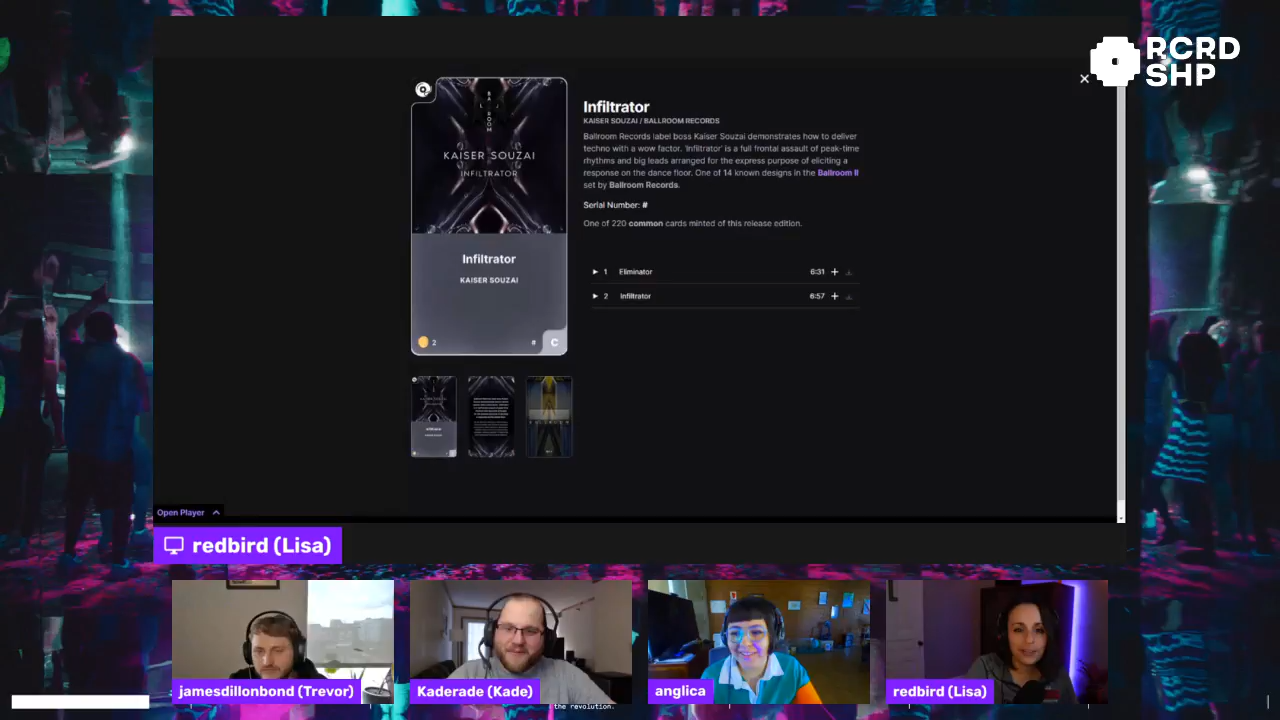 RCRD
SHP
BALLROOM
KAISER SOUZAI
INFILTRATOR
Infiltrator
KAISER SOUZAI
2
#
C
Infiltrator
KAISER SOUZAI / BALLROOM RECORDS
Ballroom Records label boss Kaiser Souzai demonstrates how to deliver
techno with a wow factor. 'Infiltrator' is a full frontal assault of peak-time
rhythms and big leads arranged for the express purpose of eliciting a
response on the dance floor. One of 14 known designs in the Ballroom II
set by Ballroom Records.
Serial Number: #
One of 220 common cards minted of this release edition.
1 Eliminator 6:31
2 Infiltrator 6:57
Open Player
redbird (Lisa)
jamesdillonbond (Trevor)
Kaderade (Kade)
anglica
redbird (Lisa)
the revolution.